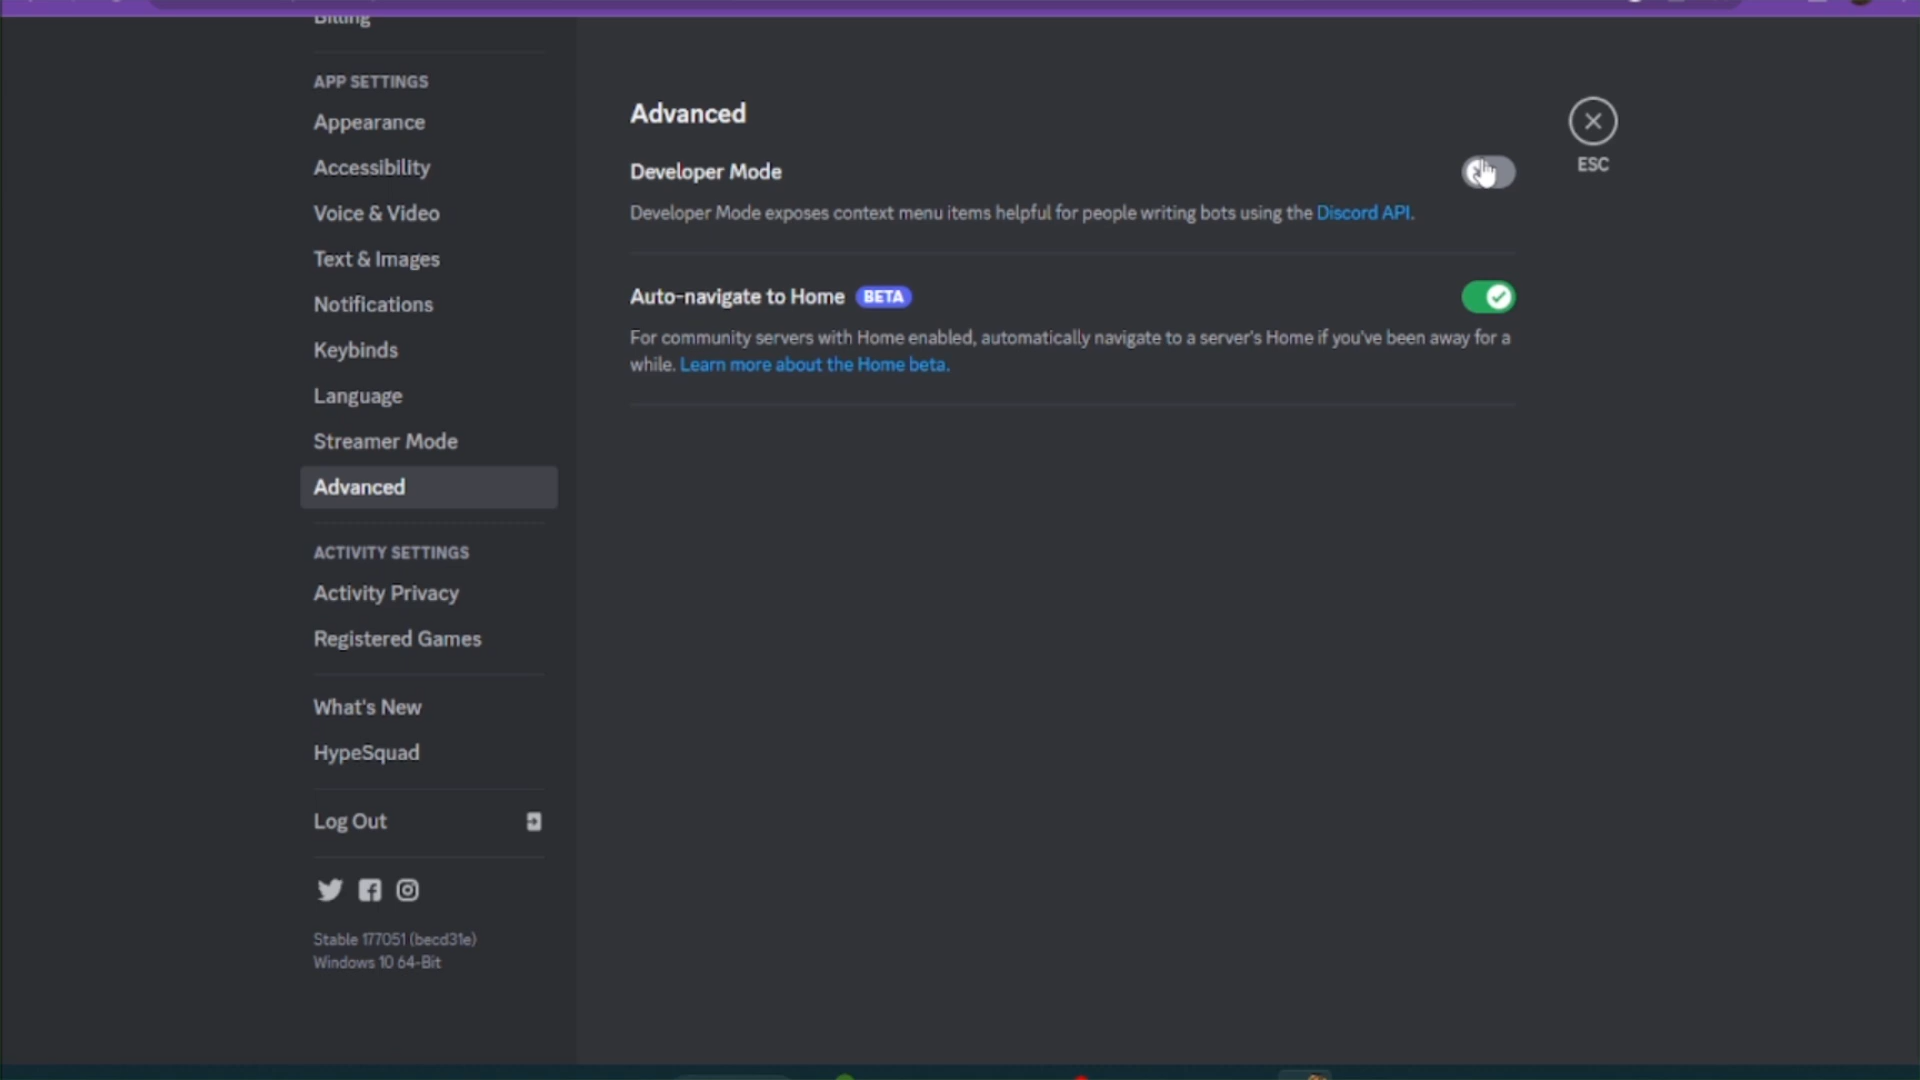 Billing
APP SETTINGS
Appearance
Accessibility
Voice & Video
Text & Images
Notifications
Keybinds
Language
Streamer Mode
Advanced
ACTIVITY SETTINGS
Activity Privacy
Registered Games
What's New
HypeSquad
Log Out
Stable 177051 (becd31e)
Windows 10 64-Bit
Advanced
Developer Mode
Developer Mode exposes context menu items helpful for people writing bots using the Discord API.
Auto-navigate to Home BETA
For community servers with Home enabled, automatically navigate to a server's Home if you've been away for a
while. Learn more about the Home beta.
ESC